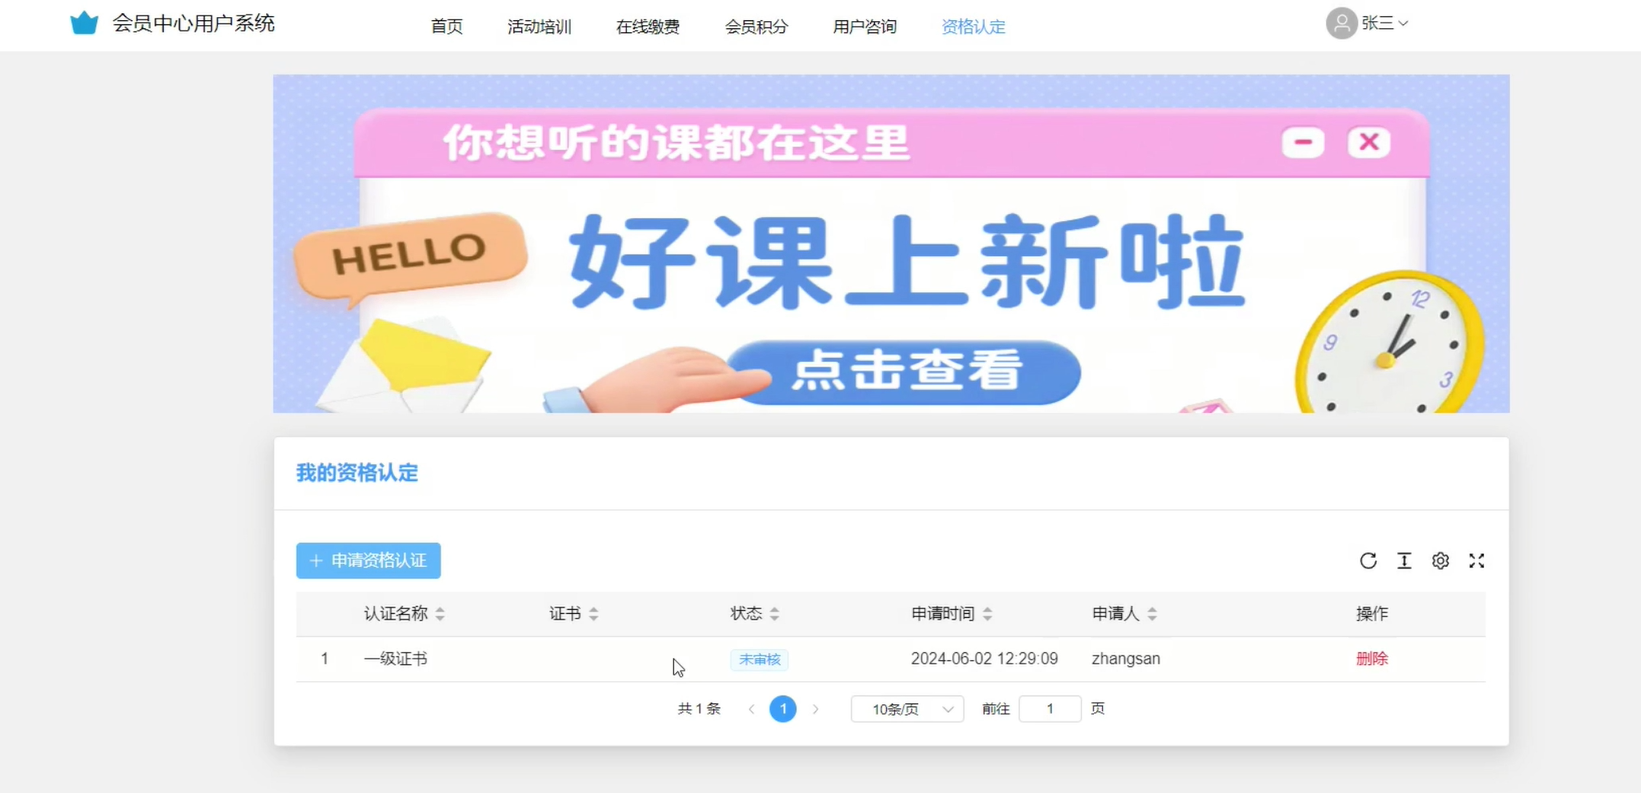 会员中心用户系统
首页 活动培训 在线缴费 会员积分 用户咨询 资格认定
张三
你想听的课都在这里
HELLO
好课上新啦
点击查看
12
9
3
我的资格认定
+ 申请资格认证
认证名称 证书 状态 申请时间 申请人 操作
1 一级证书 未审核 2024-06-02 12:29:09 zhangsan 删除
共 1 条 < 1 > 10条/页 前往 1 页